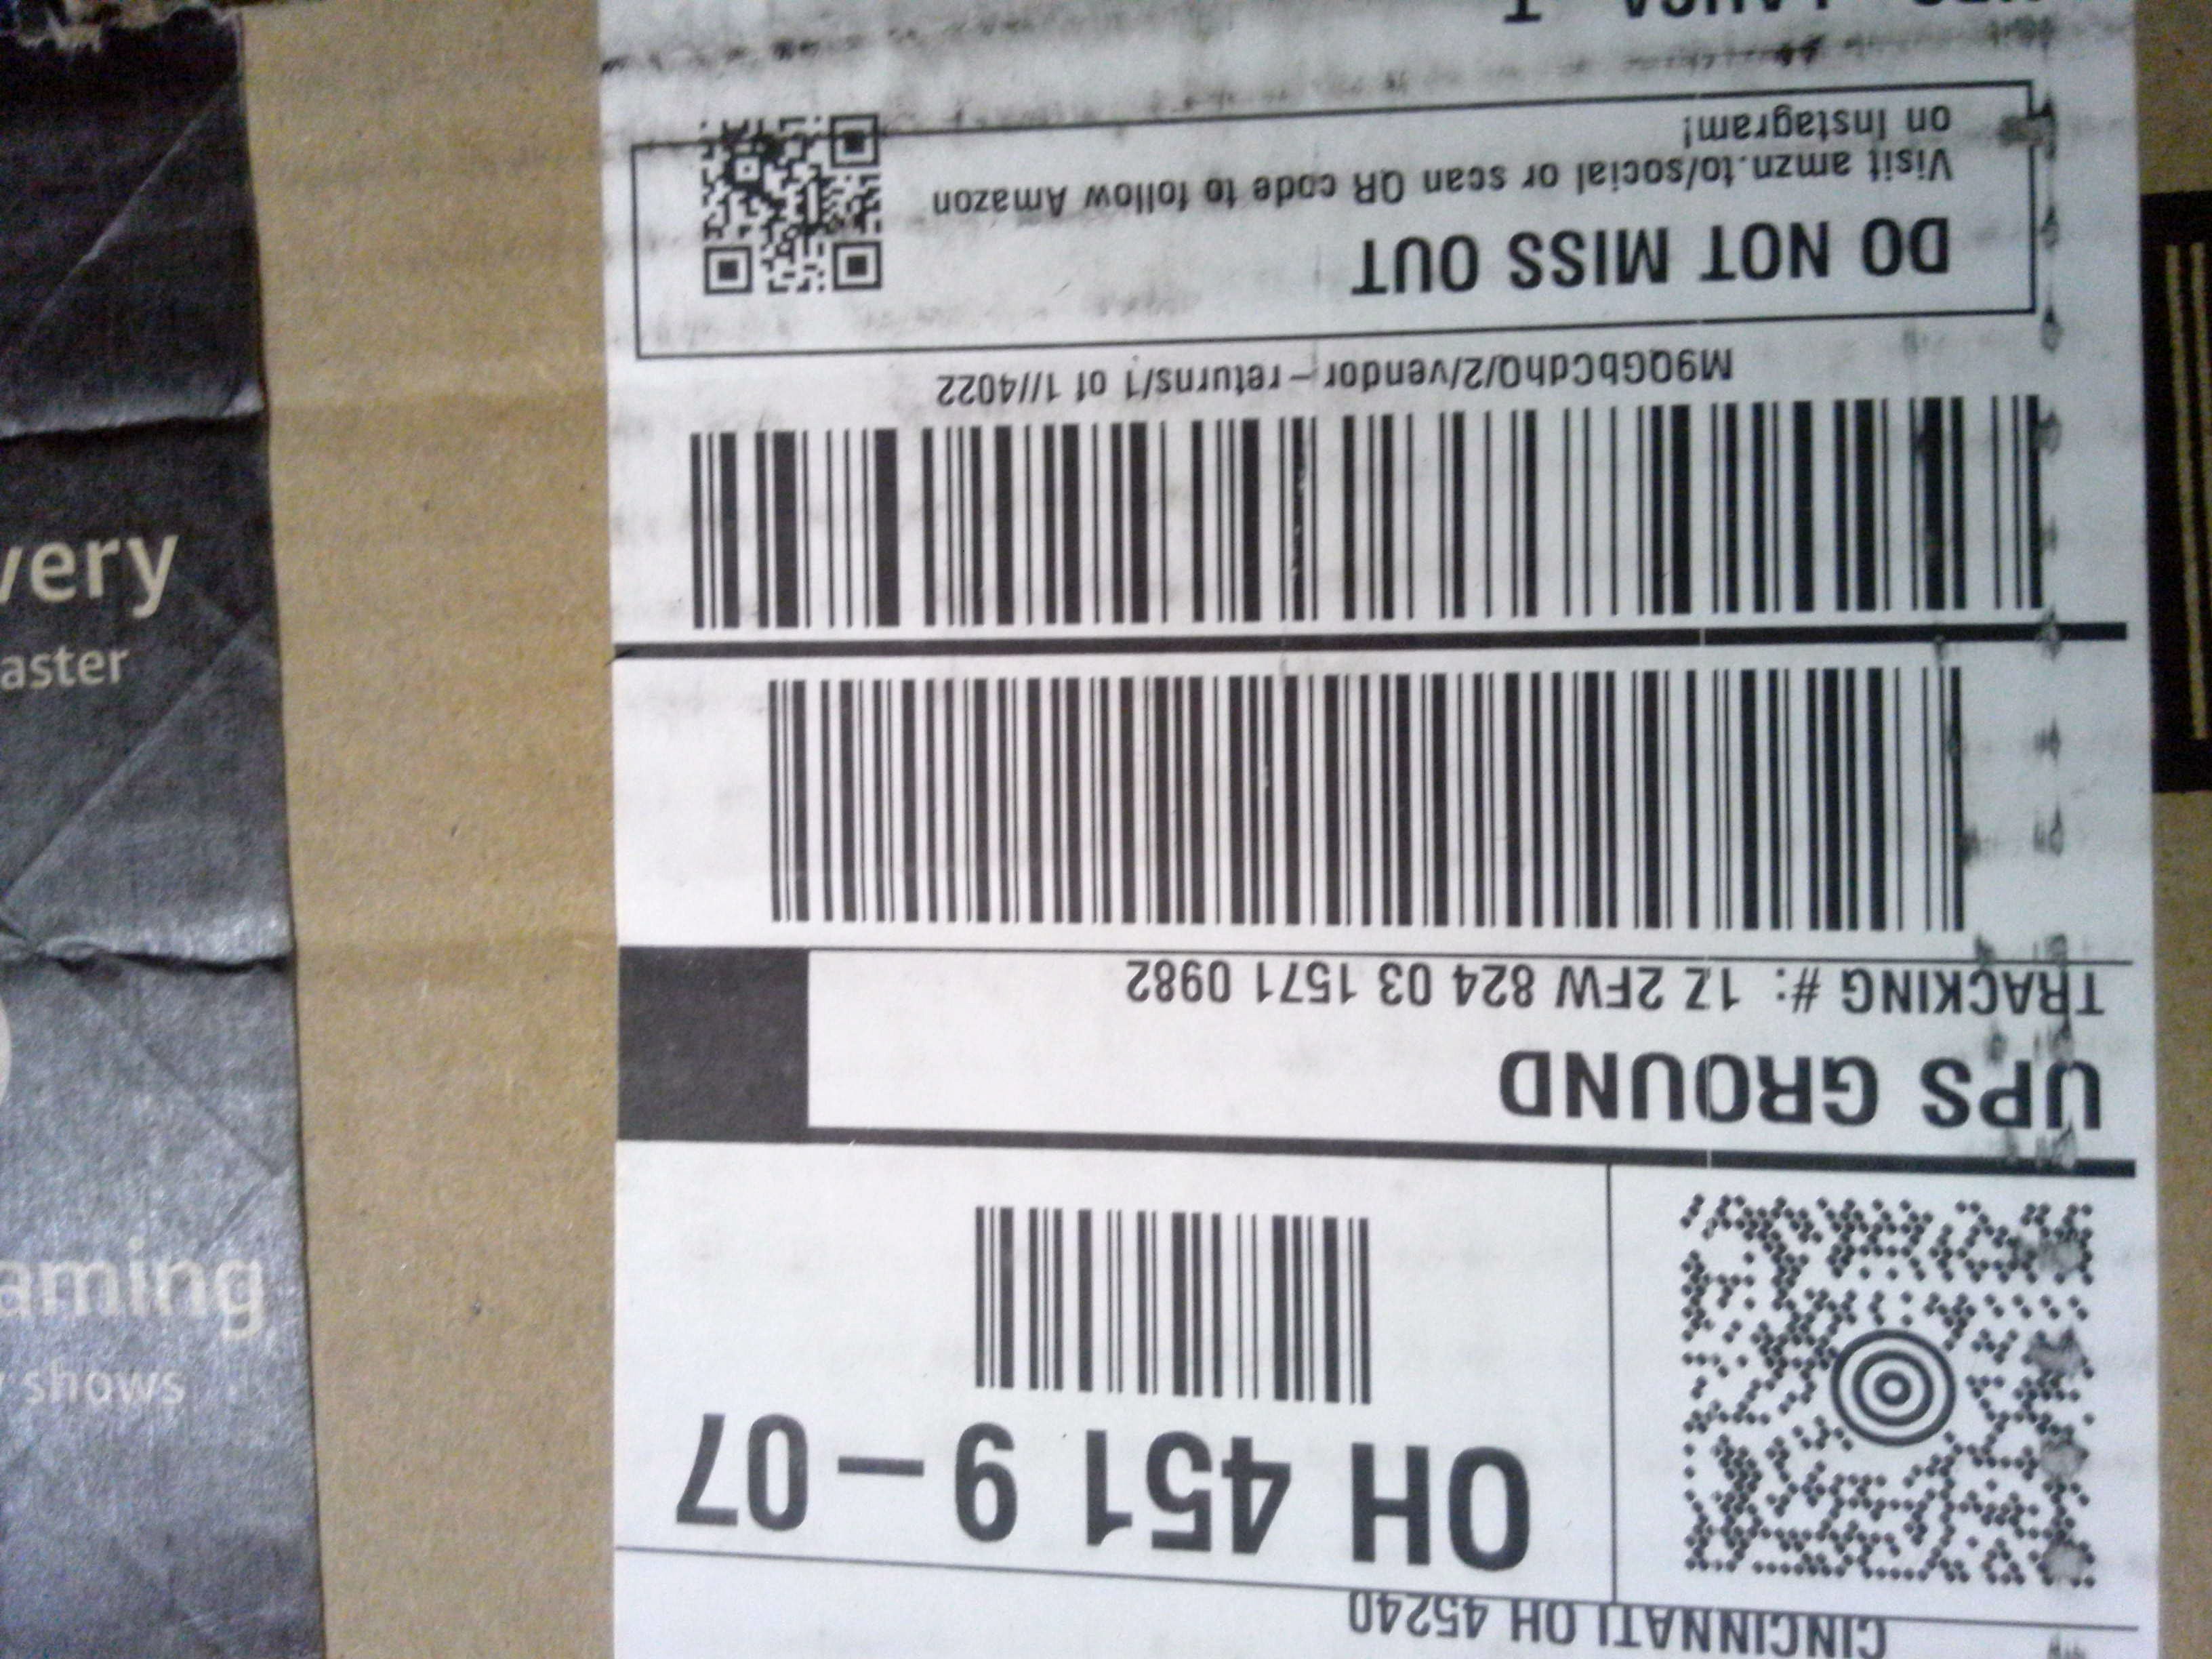 CINCINNATI OH 45240
OH 451 9-07
UPS GROUND
TRACKING #: 1Z 2FW 824 03 1571 0982
M9QGbCdhQ/2/vendor-returns/1 of 1//4022
DO NOT MISS OUT
Visit amzn.to/social or scan QR code to follow Amazon
on Instagram!
very
aster
aming
shows